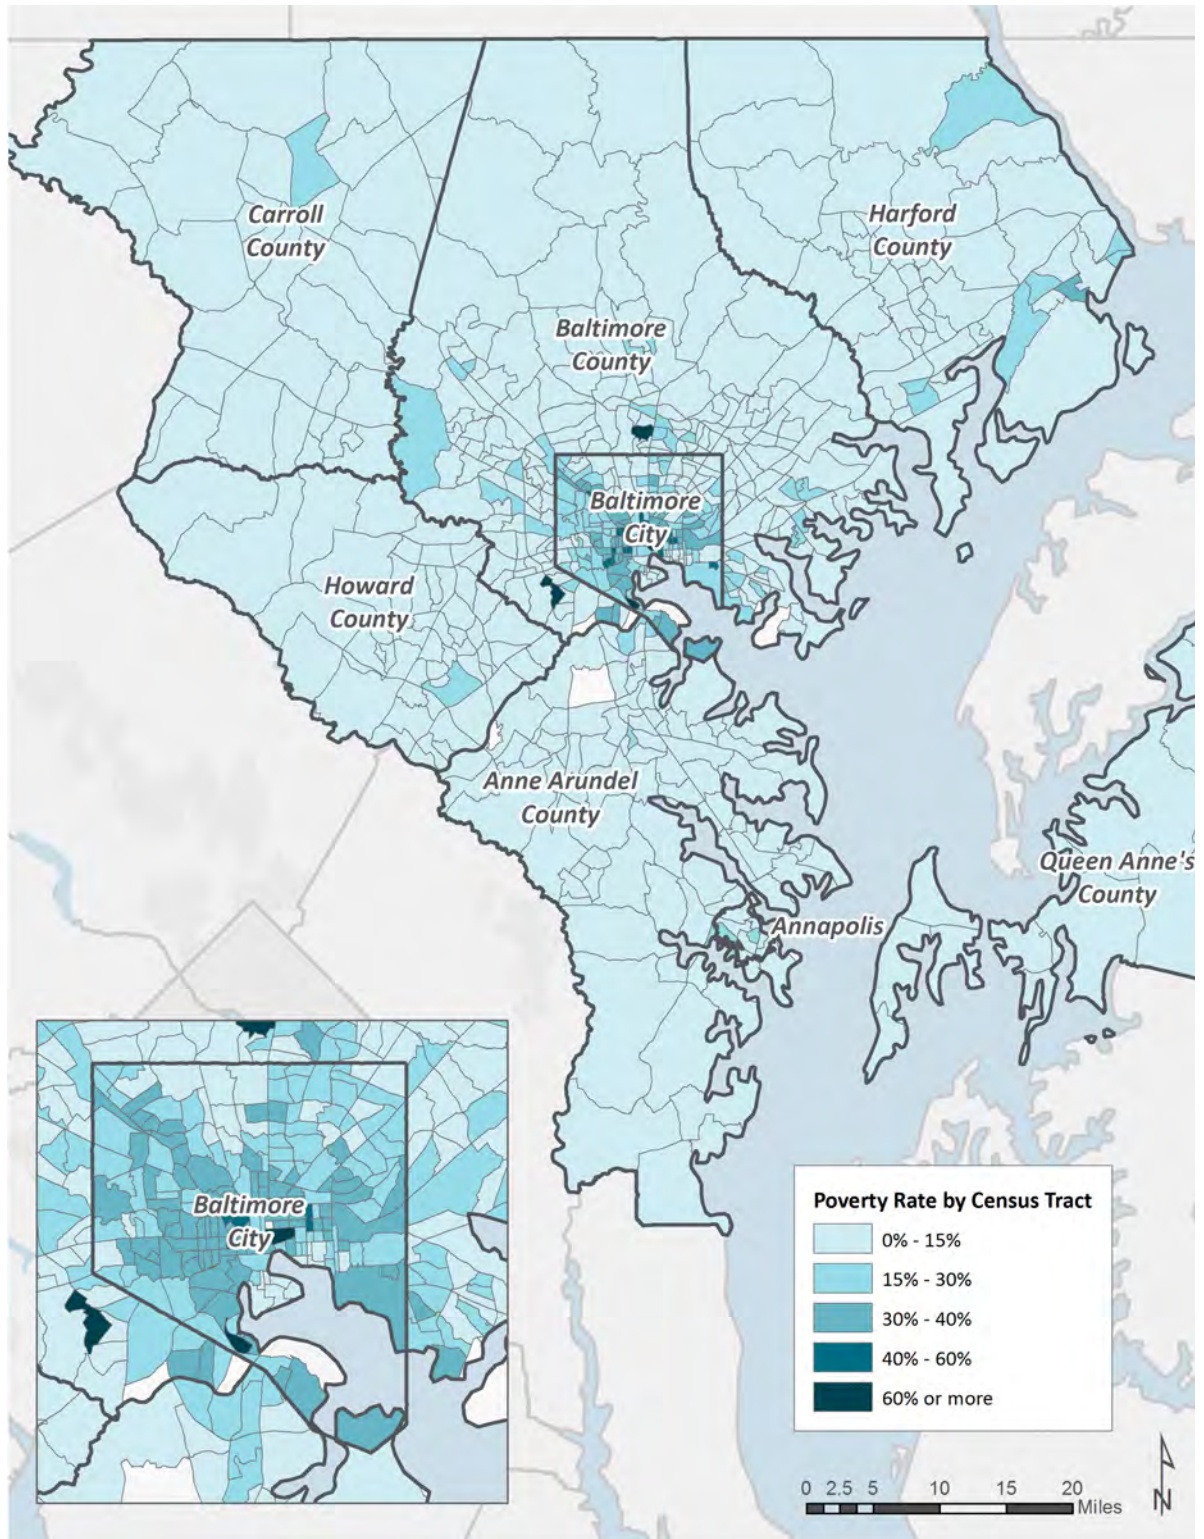 Carroll
County
Harford
County
Baltimore
County
Baltimore
City
Howard
County
Anne Arundel
County
Queen Anne's
County
Annapolis
Baltimore
City
Poverty Rate by Census Tract
0% - 15%
15% - 30%
30% - 40%
40% - 60%
60% or more
0 2.5 5 10 15 20
Miles
N